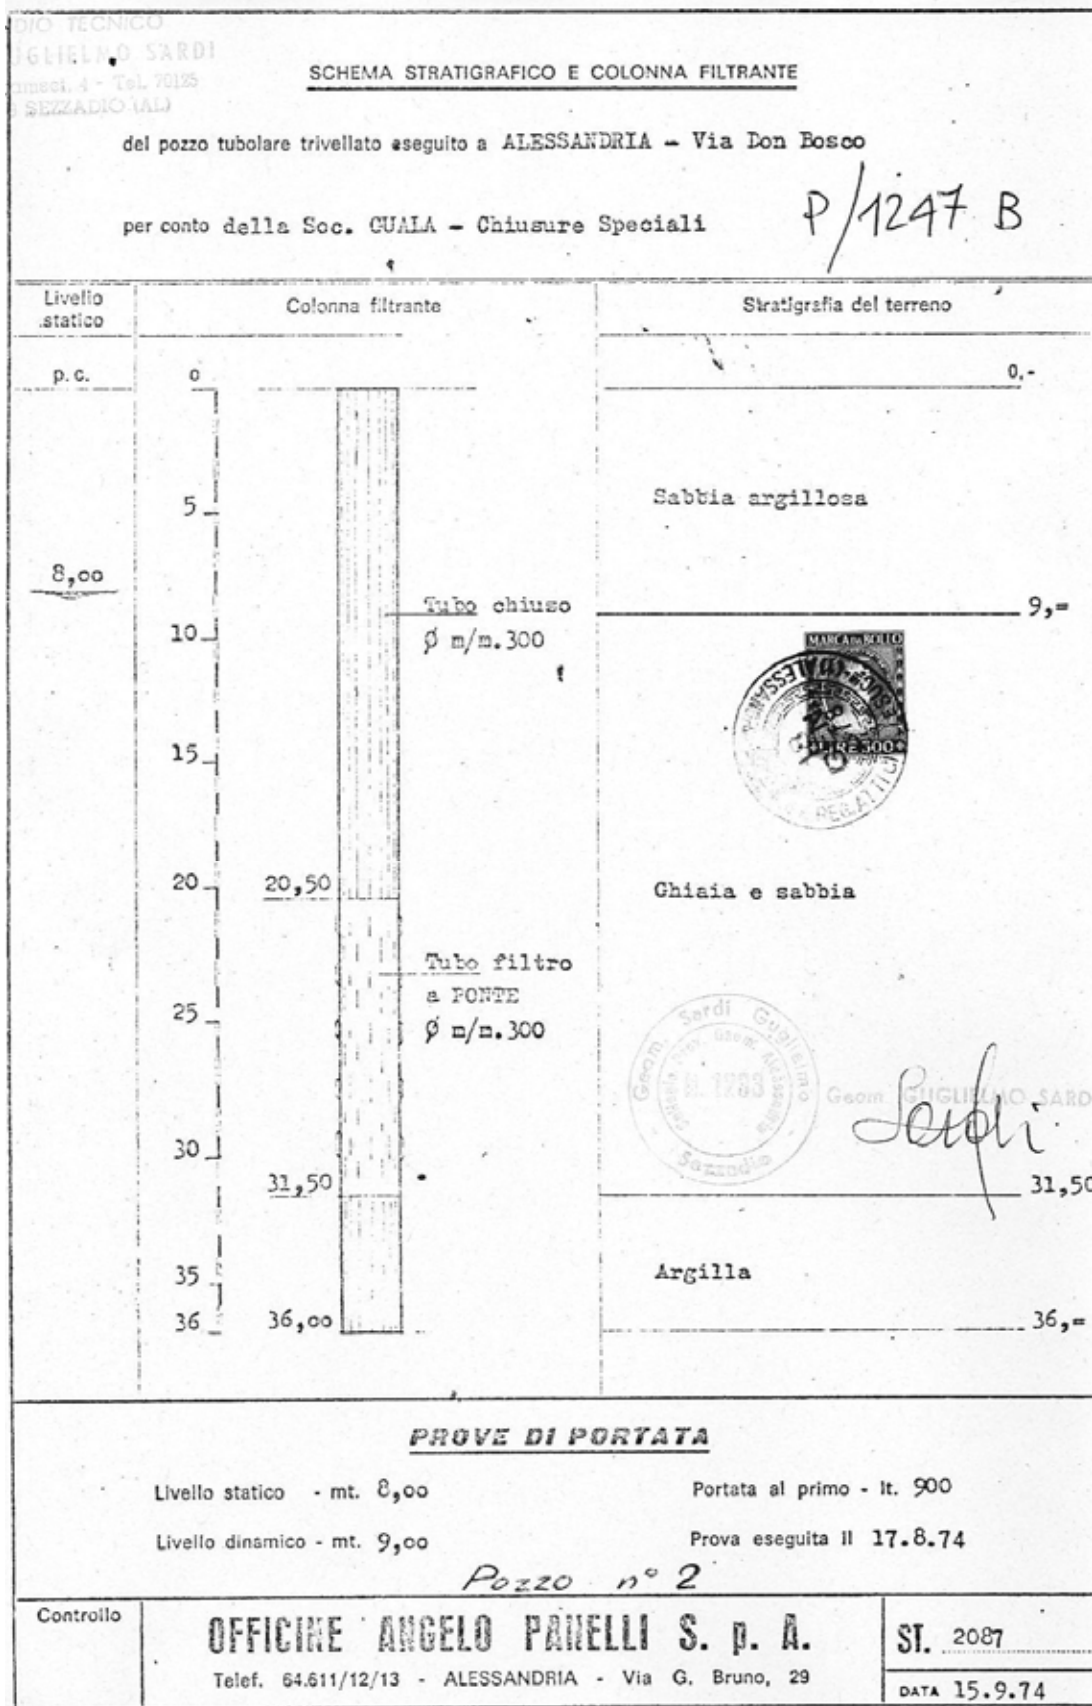 DIO TECNICO
GUGLIELMO SARDI
4 - Tel. 70125
SEZZADIO (AL)
SCHEMA STRATIGRAFICO E COLONNA FILTRANTE
del pozzo tubolare trivellato eseguito a ALESSANDRIA - Via Don Bosco
per conto della Soc. GUALA - Chiusure Speciali
P/1247 B
Livello statico
Colonna filtrante
Stratigrafia del terreno
p. c.
0
0.-
5
Sabbia argillosa
8,00
Tubo chiuso
9,=
10
Ø m/m.300
MARCA DA BOLLO
LIRE 500
15
REG. ATTI
20
20,50
Ghiaia e sabbia
Tubo filtro
a PONTE
25
Ø m/m.300
Geom. Sardi Guglielmo
Sezzadio
Geom. GUGLIELMO SARDI
Sardi
30
31,50
31,50
35
Argilla
36
36,00
36,=
PROVE DI PORTATA
Livello statico - mt. 8,00
Portata al primo - lt. 900
Livello dinamico - mt. 9,00
Prova eseguita il 17.8.74
Pozzo n° 2
Controllo
OFFICINE ANGELO PANELLI S. p. A.
ST. 2087
Telef. 64.611/12/13 - ALESSANDRIA - Via G. Bruno, 29
DATA 15.9.74